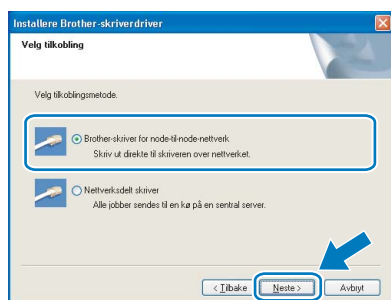 Installere Brother-skriverdriver
Velg tilkobling
Velg tilkoblingsmetode.
Brother-skriver for node-til-node-nettverk
Skriv ut direkte til skriveren over nettverket.
Nettverksdelt skriver
Alle jobber sendes til en kø på en sentral server.
< Tilbake Neste > Avbryt